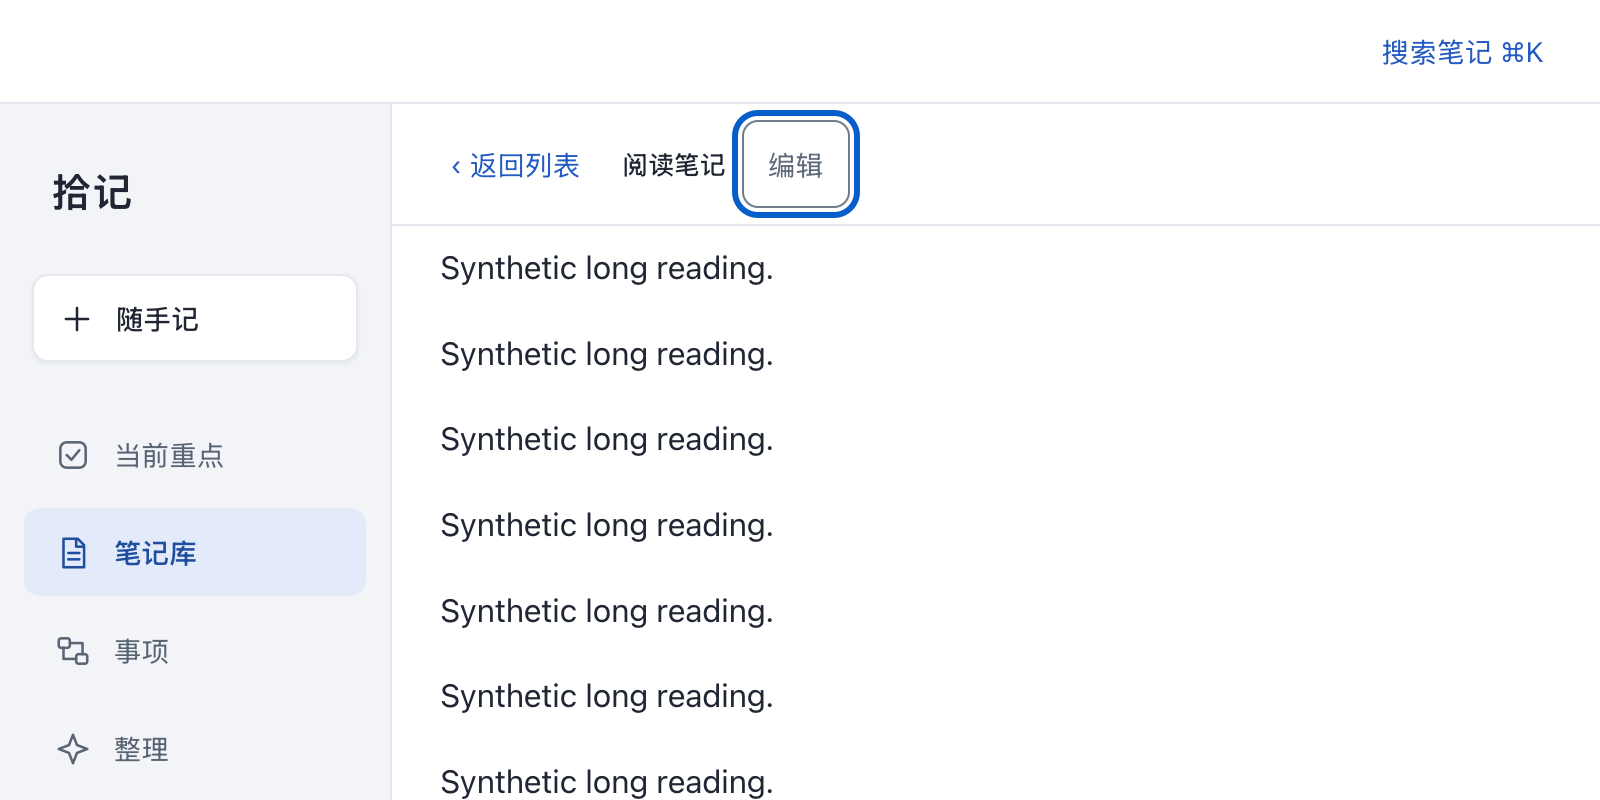 搜索笔记 ⌘K
拾记
随手记
当前重点
笔记库
事项
整理
‹ 返回列表 阅读笔记 编辑
Synthetic long reading.
Synthetic long reading.
Synthetic long reading.
Synthetic long reading.
Synthetic long reading.
Synthetic long reading.
Synthetic long reading.